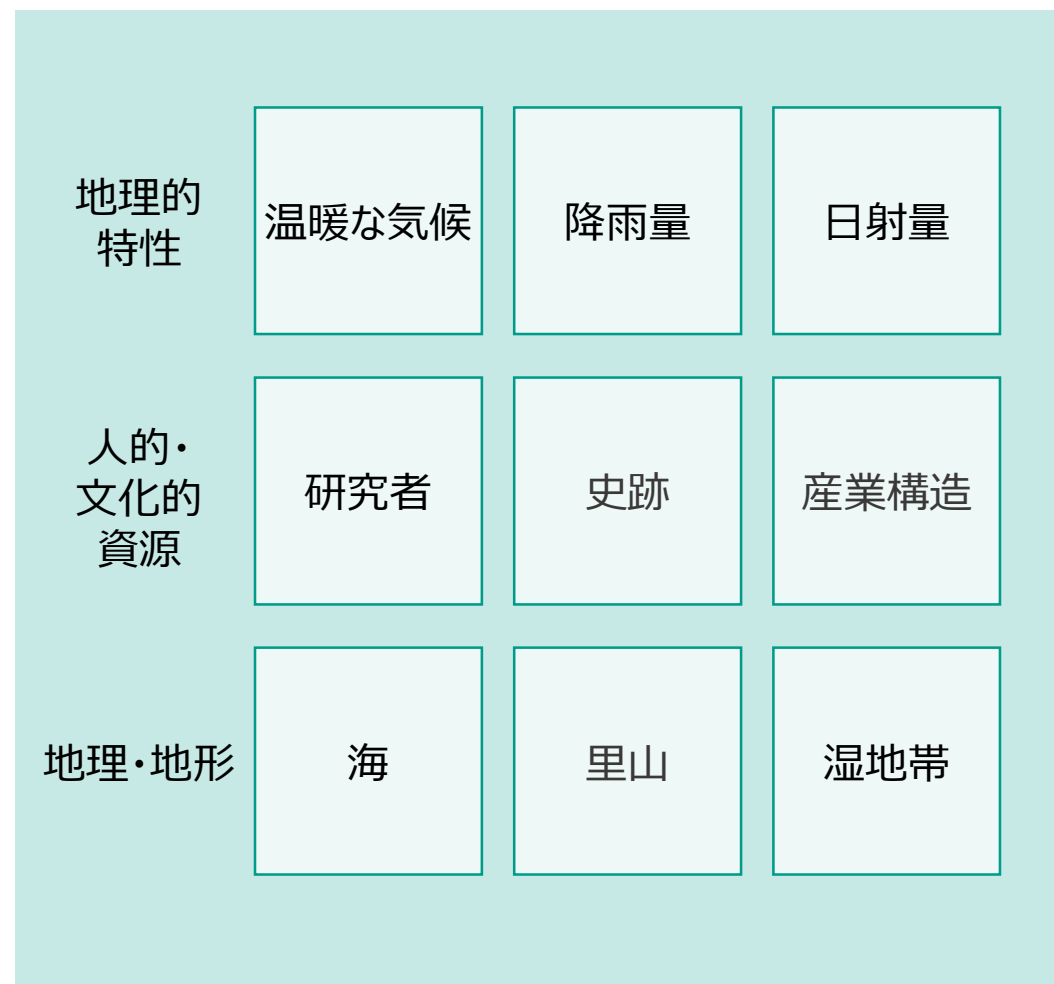 地理的
特性
温暖な気候
降雨量
日射量
人的・
文化的
資源
研究者
史跡
産業構造
地理・地形
海
里山
湿地帯